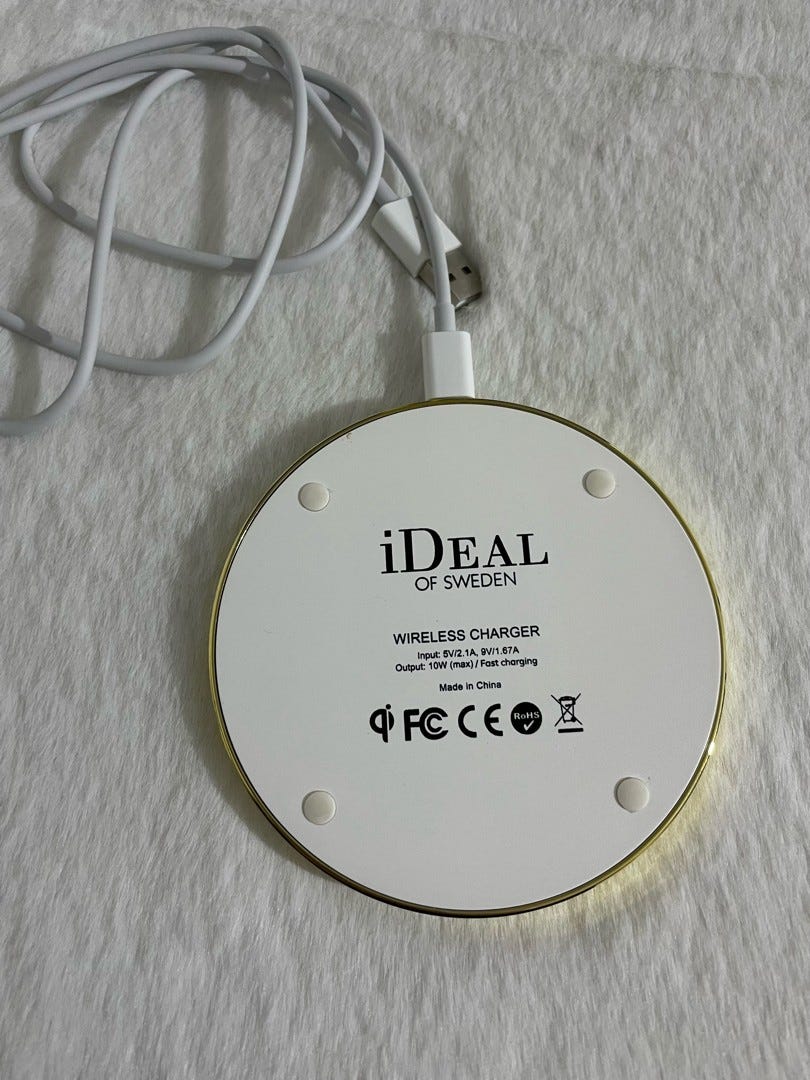 iDEAL
OF SWEDEN
WIRELESS CHARGER
Input: 5V/2.1A, 9V/1.67A
Output: 10W (max) / Fast charging
Made in China
qi FC CE RoHS